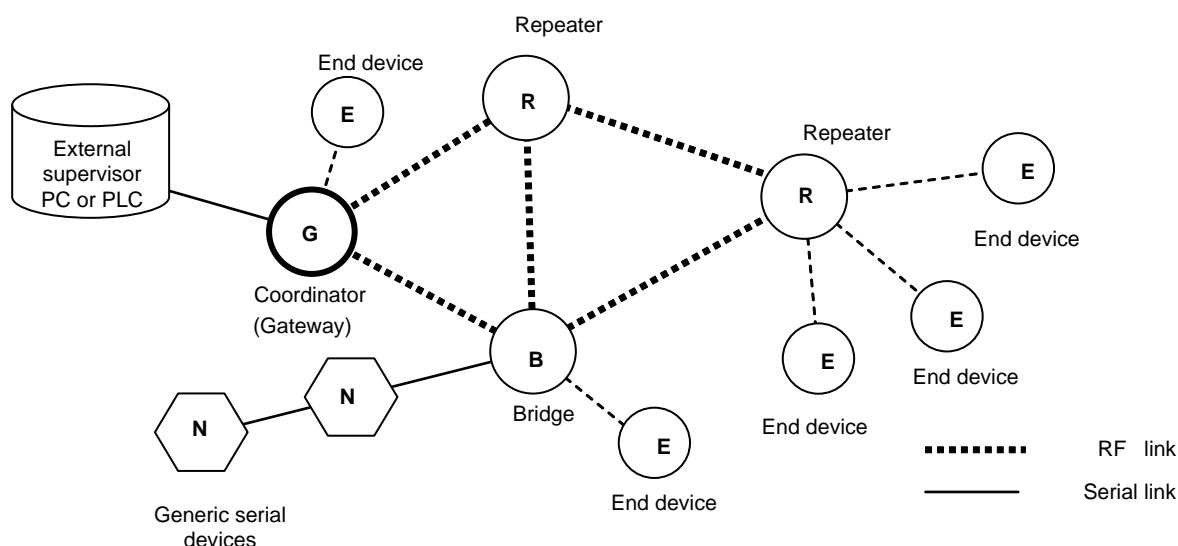 Repeater
End device
E
R
External
supervisor
PC or PLC
Repeater
E
R
G
End device
Coordinator
(Gateway)
E
B
E
N
End device
N
Bridge
End device
E
RF link
End device
Serial link
Generic serial
devices